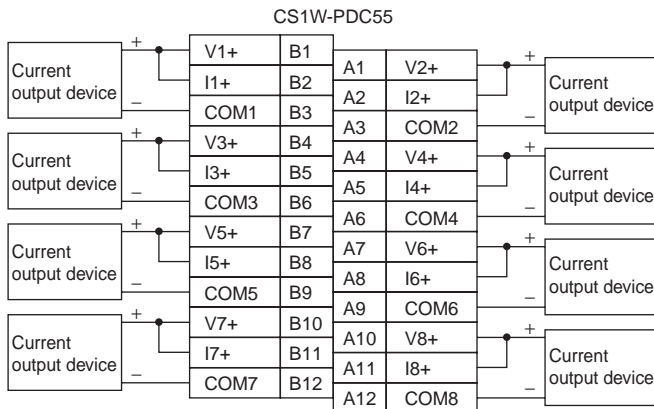 CS1W-PDC55
Current
output device
+
−
V1+ B1
I1+ B2
COM1 B3
A1 V2+
A2 I2+
A3 COM2
+
−
Current
output device
Current
output device
+
−
V3+ B4
I3+ B5
COM3 B6
A4 V4+
A5 I4+
A6 COM4
+
−
Current
output device
Current
output device
+
−
V5+ B7
I5+ B8
COM5 B9
A7 V6+
A8 I6+
A9 COM6
+
−
Current
output device
Current
output device
+
−
V7+ B10
I7+ B11
COM7 B12
A10 V8+
A11 I8+
A12 COM8
+
−
Current
output device